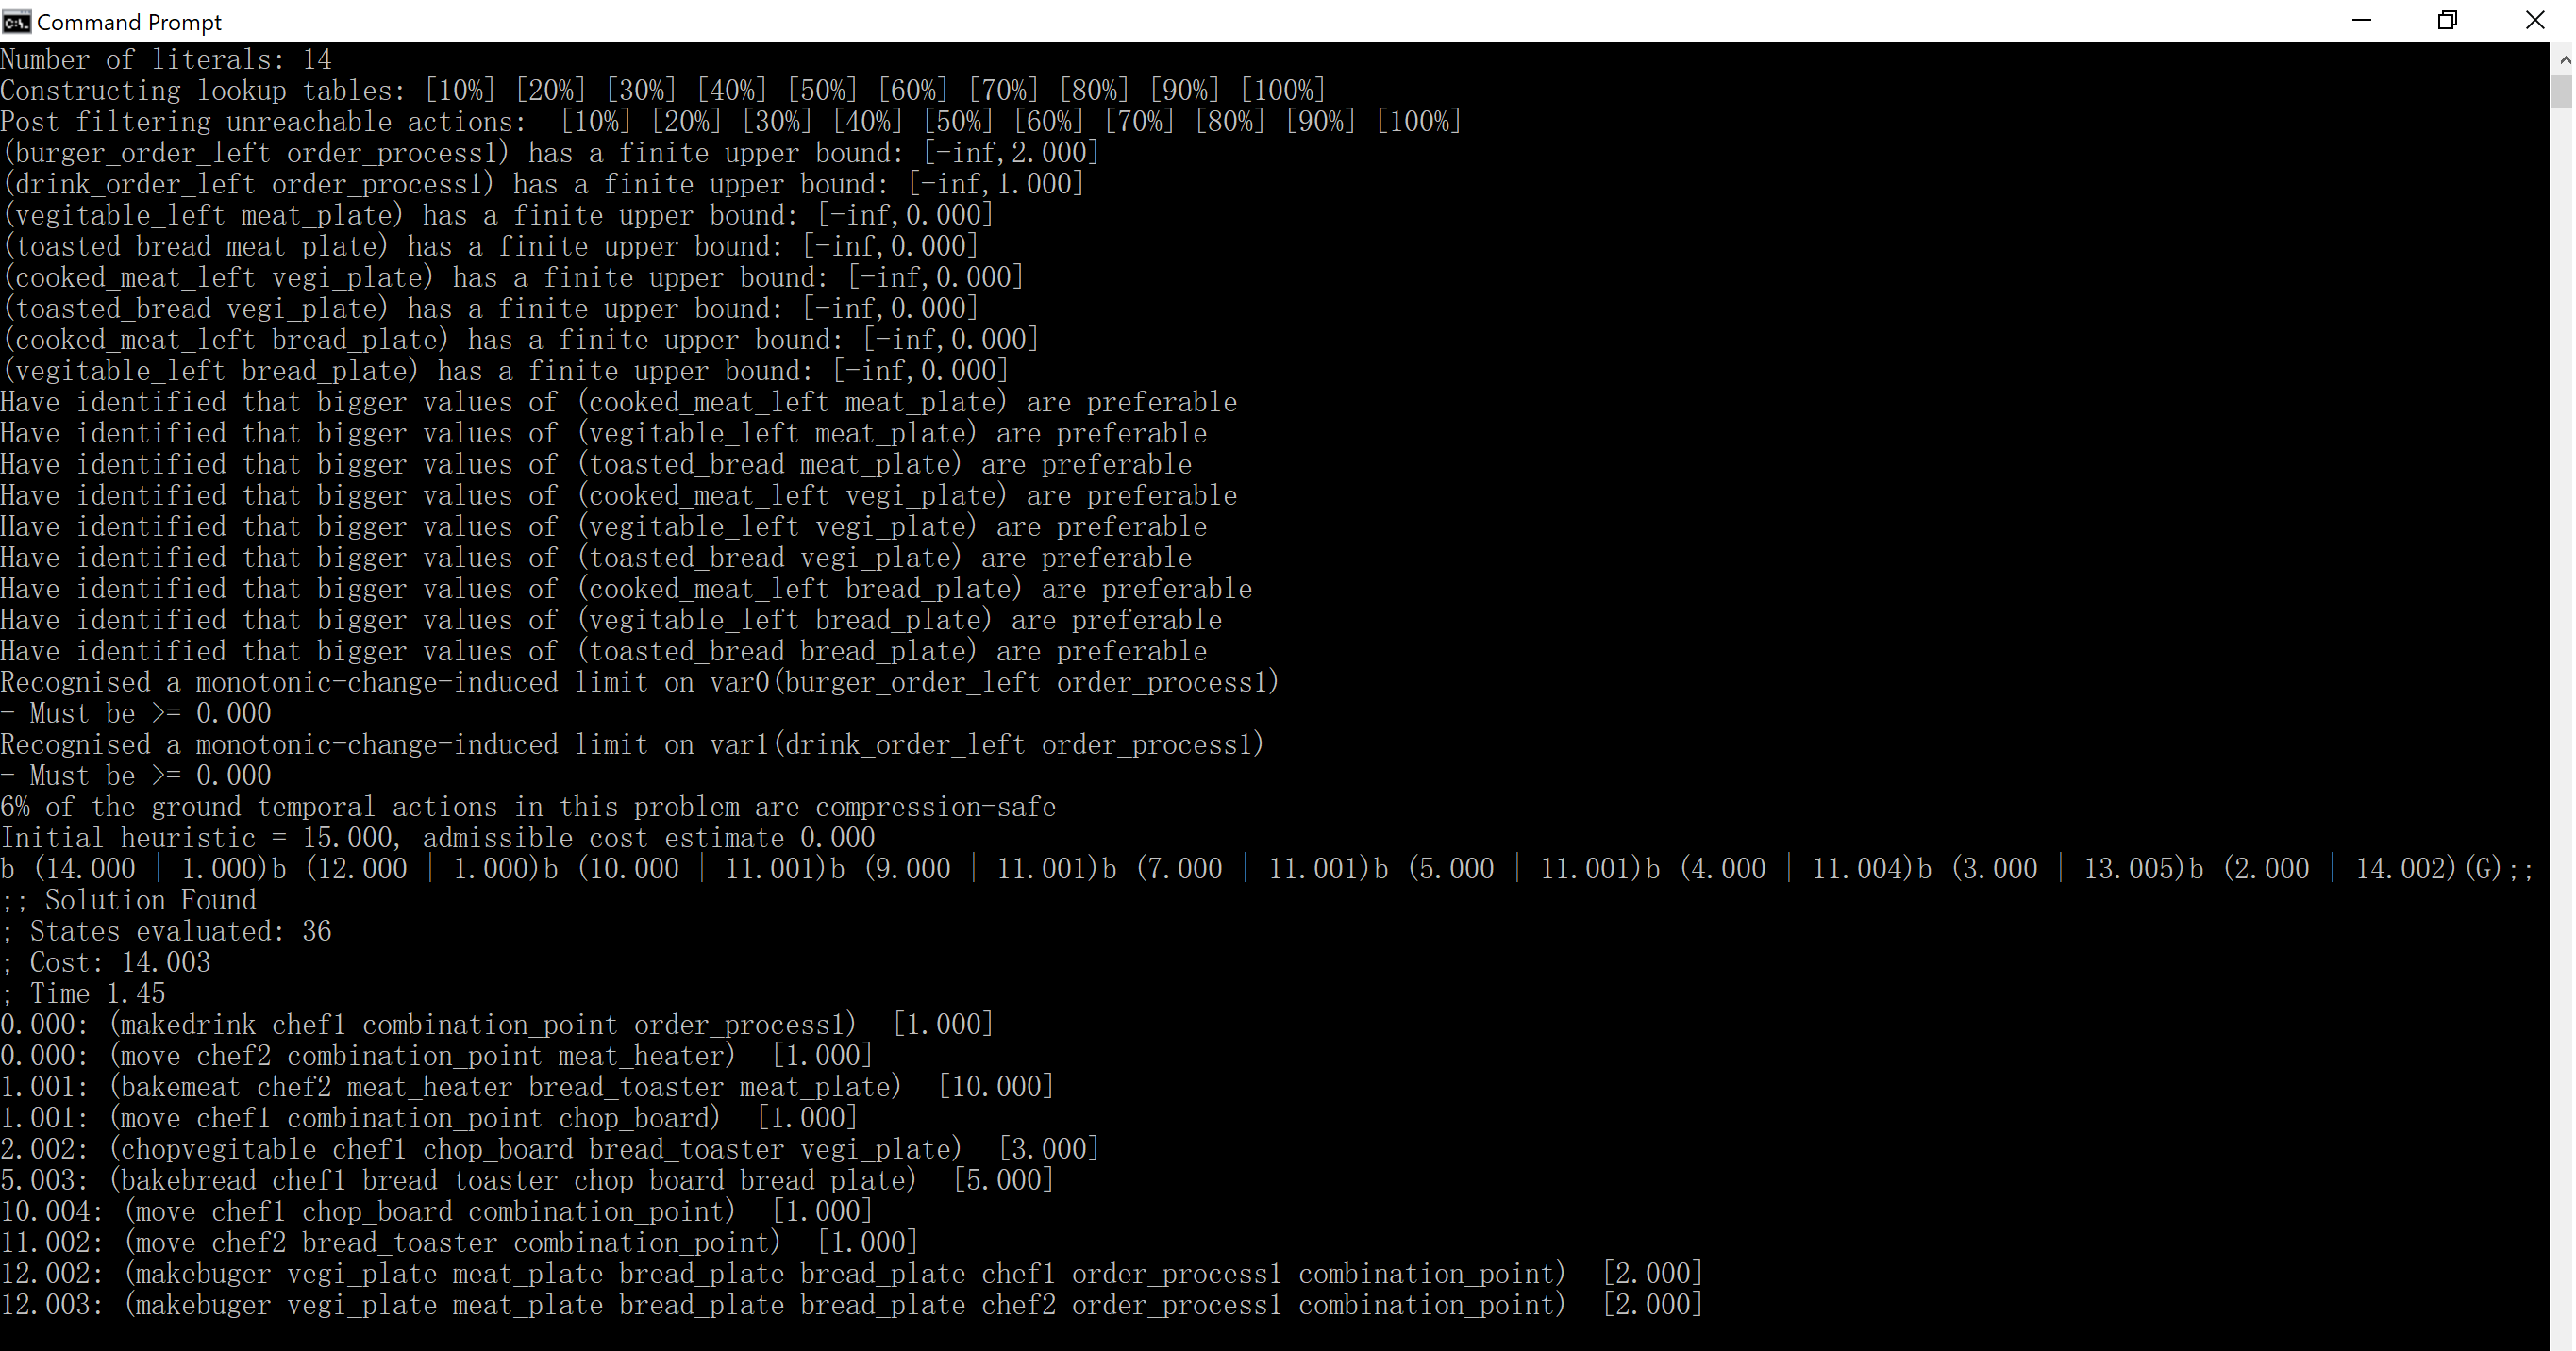 Command Prompt
Number of literals: 14
Constructing lookup tables: [10%] [20%] [30%] [40%] [50%] [60%] [70%] [80%] [90%] [100%]
Post filtering unreachable actions:  [10%] [20%] [30%] [40%] [50%] [60%] [70%] [80%] [90%] [100%]
(burger_order_left order_process1) has a finite upper bound: [-inf,2.000]
(drink_order_left order_process1) has a finite upper bound: [-inf,1.000]
(vegitable_left meat_plate) has a finite upper bound: [-inf,0.000]
(toasted_bread meat_plate) has a finite upper bound: [-inf,0.000]
(cooked_meat_left vegi_plate) has a finite upper bound: [-inf,0.000]
(toasted_bread vegi_plate) has a finite upper bound: [-inf,0.000]
(cooked_meat_left bread_plate) has a finite upper bound: [-inf,0.000]
(vegitable_left bread_plate) has a finite upper bound: [-inf,0.000]
Have identified that bigger values of (cooked_meat_left meat_plate) are preferable
Have identified that bigger values of (vegitable_left meat_plate) are preferable
Have identified that bigger values of (toasted_bread meat_plate) are preferable
Have identified that bigger values of (cooked_meat_left vegi_plate) are preferable
Have identified that bigger values of (vegitable_left vegi_plate) are preferable
Have identified that bigger values of (toasted_bread vegi_plate) are preferable
Have identified that bigger values of (cooked_meat_left bread_plate) are preferable
Have identified that bigger values of (vegitable_left bread_plate) are preferable
Have identified that bigger values of (toasted_bread bread_plate) are preferable
Recognised a monotonic-change-induced limit on var0(burger_order_left order_process1)
- Must be >= 0.000
Recognised a monotonic-change-induced limit on var1(drink_order_left order_process1)
- Must be >= 0.000
6% of the ground temporal actions in this problem are compression-safe
Initial heuristic = 15.000, admissible cost estimate 0.000
b (14.000 | 1.000)b (12.000 | 1.000)b (10.000 | 11.001)b (9.000 | 11.001)b (7.000 | 11.001)b (5.000 | 11.001)b (4.000 | 11.004)b (3.000 | 13.005)b (2.000 | 14.002)(G);;
;; Solution Found
; States evaluated: 36
; Cost: 14.003
; Time 1.45
0.000: (makedrink chef1 combination_point order_process1)  [1.000]
0.000: (move chef2 combination_point meat_heater)  [1.000]
1.001: (bakemeat chef2 meat_heater bread_toaster meat_plate)  [10.000]
1.001: (move chef1 combination_point chop_board)  [1.000]
2.002: (chopvegitable chef1 chop_board bread_toaster vegi_plate)  [3.000]
5.003: (bakebread chef1 bread_toaster chop_board bread_plate)  [5.000]
10.004: (move chef1 chop_board combination_point)  [1.000]
11.002: (move chef2 bread_toaster combination_point)  [1.000]
12.002: (makebuger vegi_plate meat_plate bread_plate bread_plate chef1 order_process1 combination_point)  [2.000]
12.003: (makebuger vegi_plate meat_plate bread_plate bread_plate chef2 order_process1 combination_point)  [2.000]